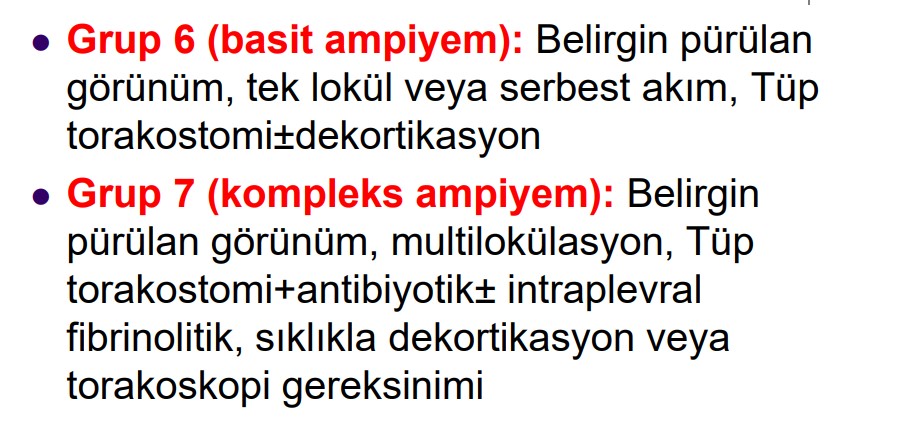 ● Grup 6 (basit ampiyem): Belirgin pürülan
görünüm, tek lokül veya serbest akım, Tüp
torakostomi±dekortikasyon
● Grup 7 (kompleks ampiyem): Belirgin
pürülan görünüm, multilokülasyon, Tüp
torakostomi+antibiyotik± intraplevral
fibrinolitik, sıklıkla dekortikasyon veya
torakoskopi gereksinimi